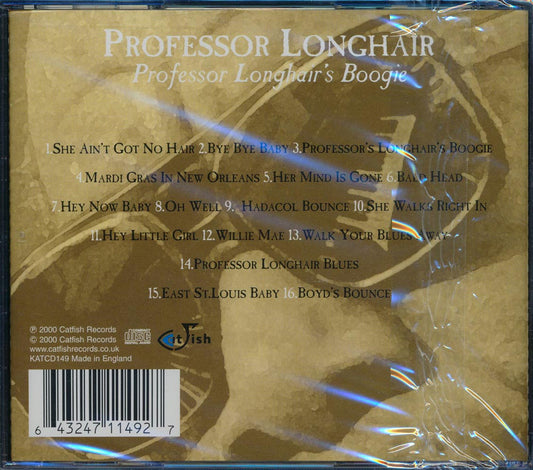 PROFESSOR LONGHAIR
Professor Longhair's Boogie
1. SHE AIN'T GOT NO HAIR 2. BYE BYE BABY 3. PROFESSOR'S LONGHAIR'S BOOGIE
4. MARDI GRAS IN NEW ORLEANS 5. HER MIND IS GONE 6. BALD HEAD
7. HEY NOW BABY 8. OH WELL 9. HADACOL BOUNCE 10. SHE WALKS RIGHT IN
11. HEY LITTLE GIRL 12. WILLIE MAE 13. WALK YOUR BLUES AWAY
14. PROFESSOR LONGHAIR BLUES
15. EAST ST.LOUIS BABY 16. BOYD'S BOUNCE
℗ 2000 Catfish Records
© 2000 Catfish Records
www.catfishrecords.co.uk
KATCD149 Made in England
COMPACT disc DIGITAL AUDIO
Catfish
6 43247 11492 7